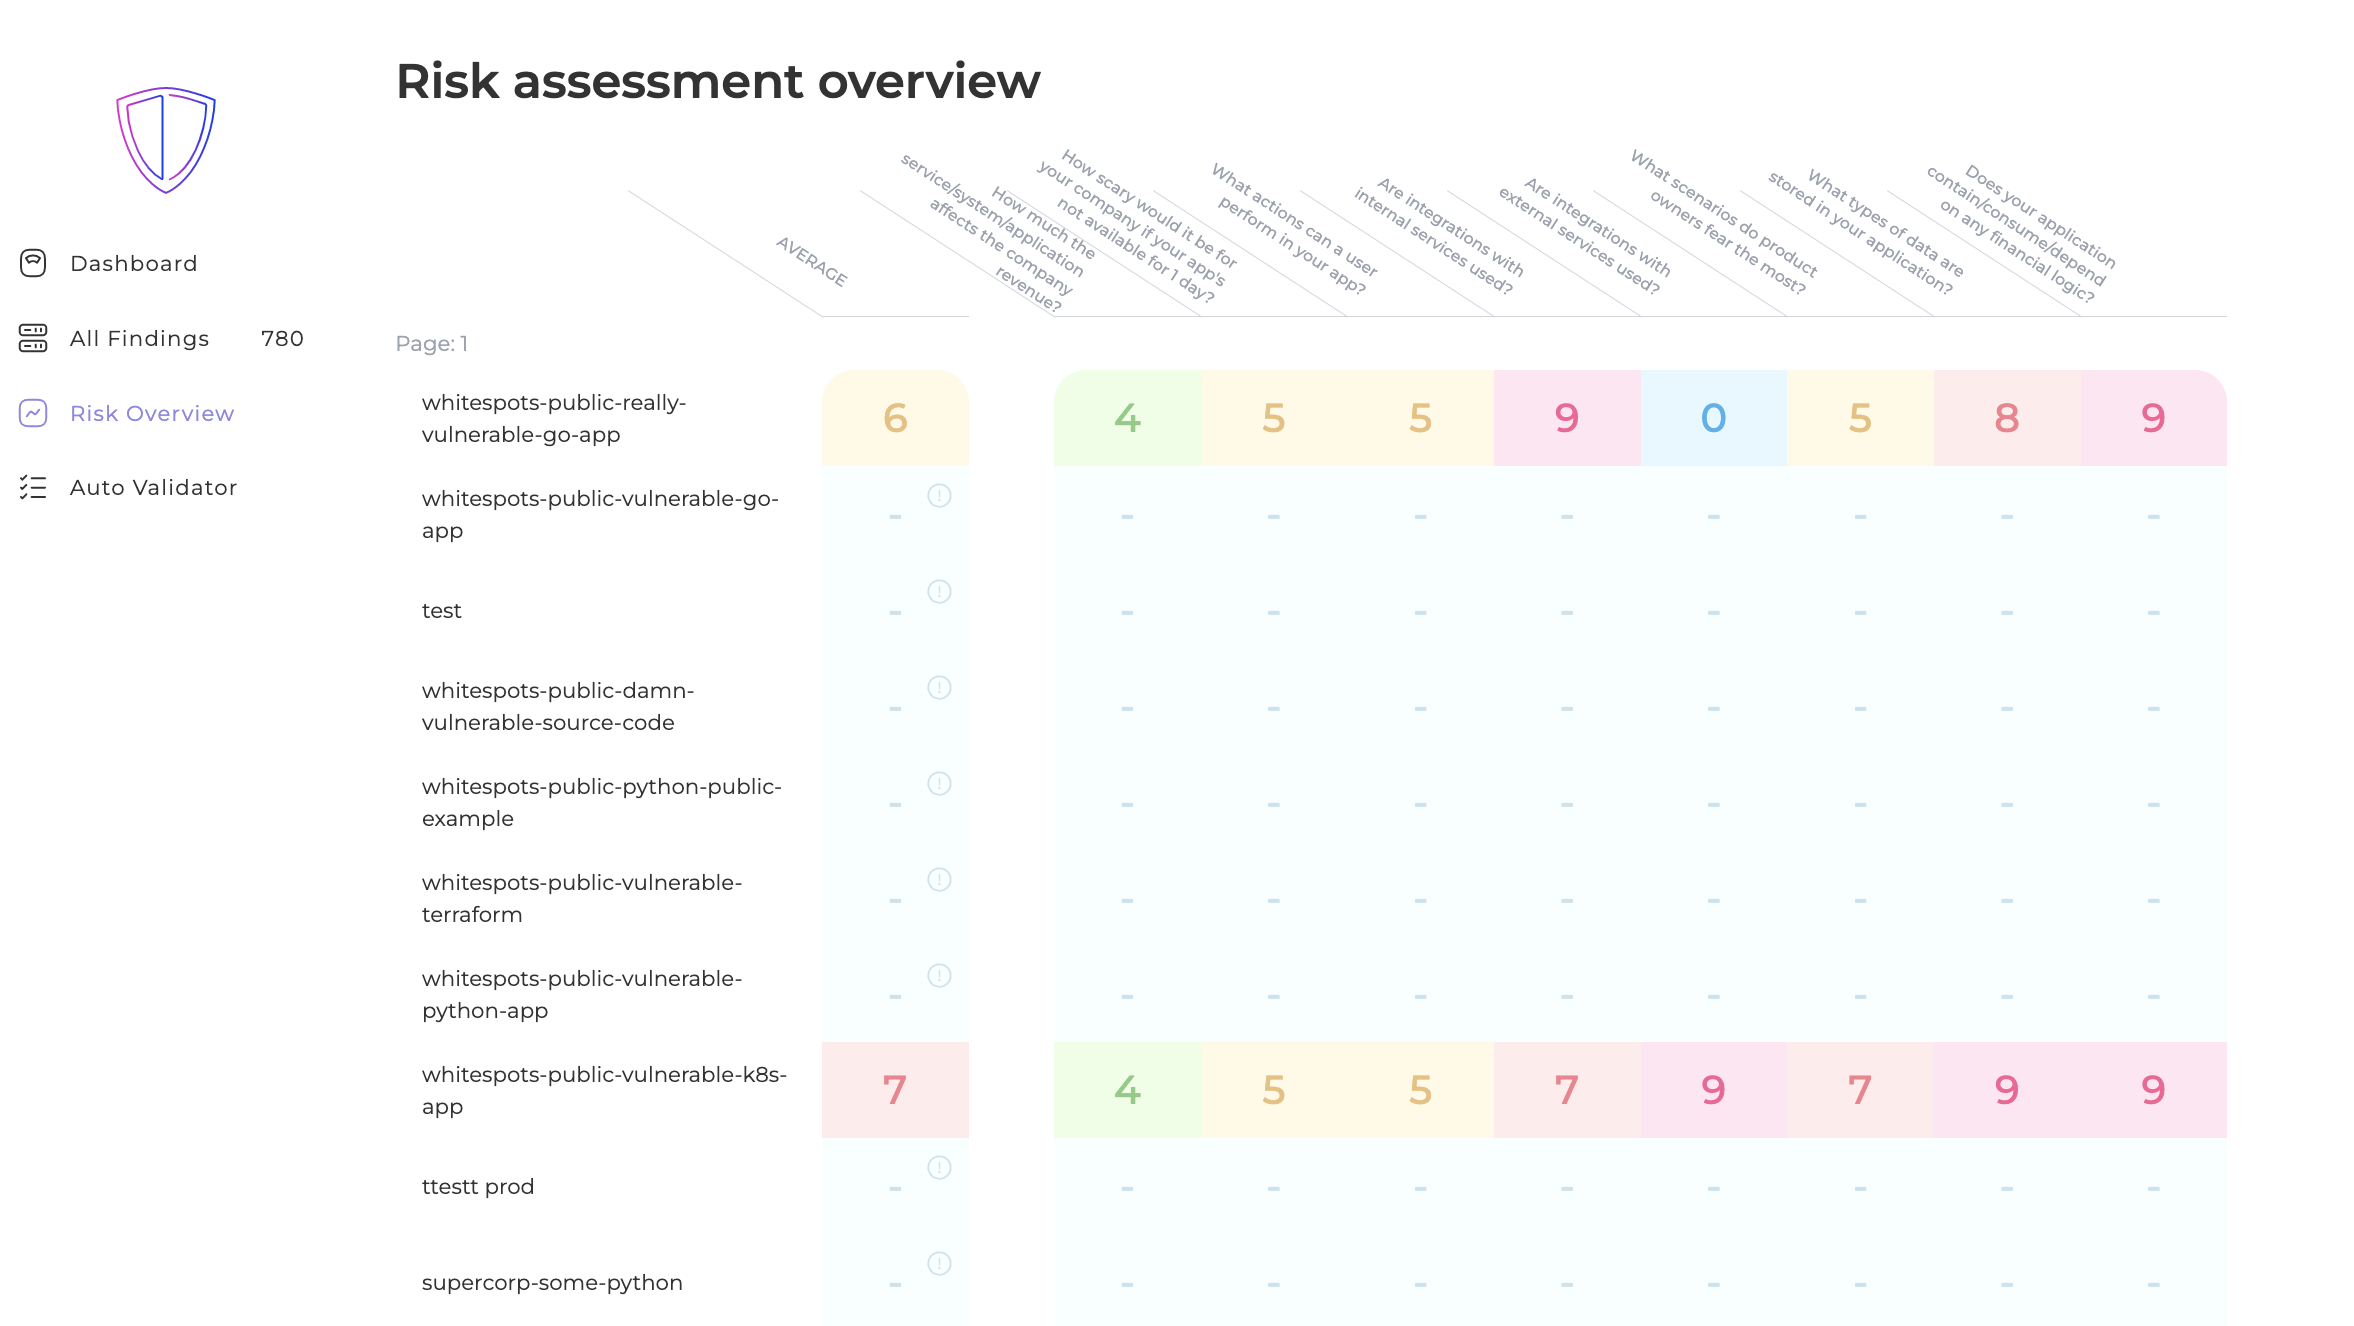 Risk assessment overview
Dashboard
All Findings 780
Risk Overview
Auto Validator
AVERAGE
How much the
service/system/application
affects the company
revenue?
How scary would it be for
your company if your app's
not available for 1 day?
What actions can a user
perform in your app?
Are integrations with
internal services used?
Are integrations with
external services used?
What scenarios do product
owners fear the most?
What types of data are
stored in your application?
Does your application
contain/consume/depend
on any financial logic?
Page: 1
whitespots-public-really-
vulnerable-go-app
6 4 5 5 9 0 5 8 9
whitespots-public-vulnerable-go-
app
- - - - - - - - -
test
- - - - - - - - -
whitespots-public-damn-
vulnerable-source-code
- - - - - - - - -
whitespots-public-python-public-
example
- - - - - - - - -
whitespots-public-vulnerable-
terraform
- - - - - - - - -
whitespots-public-vulnerable-
python-app
- - - - - - - - -
whitespots-public-vulnerable-k8s-
app
7 4 5 5 7 9 7 9 9
ttestt prod
- - - - - - - - -
supercorp-some-python
- - - - - - - - -